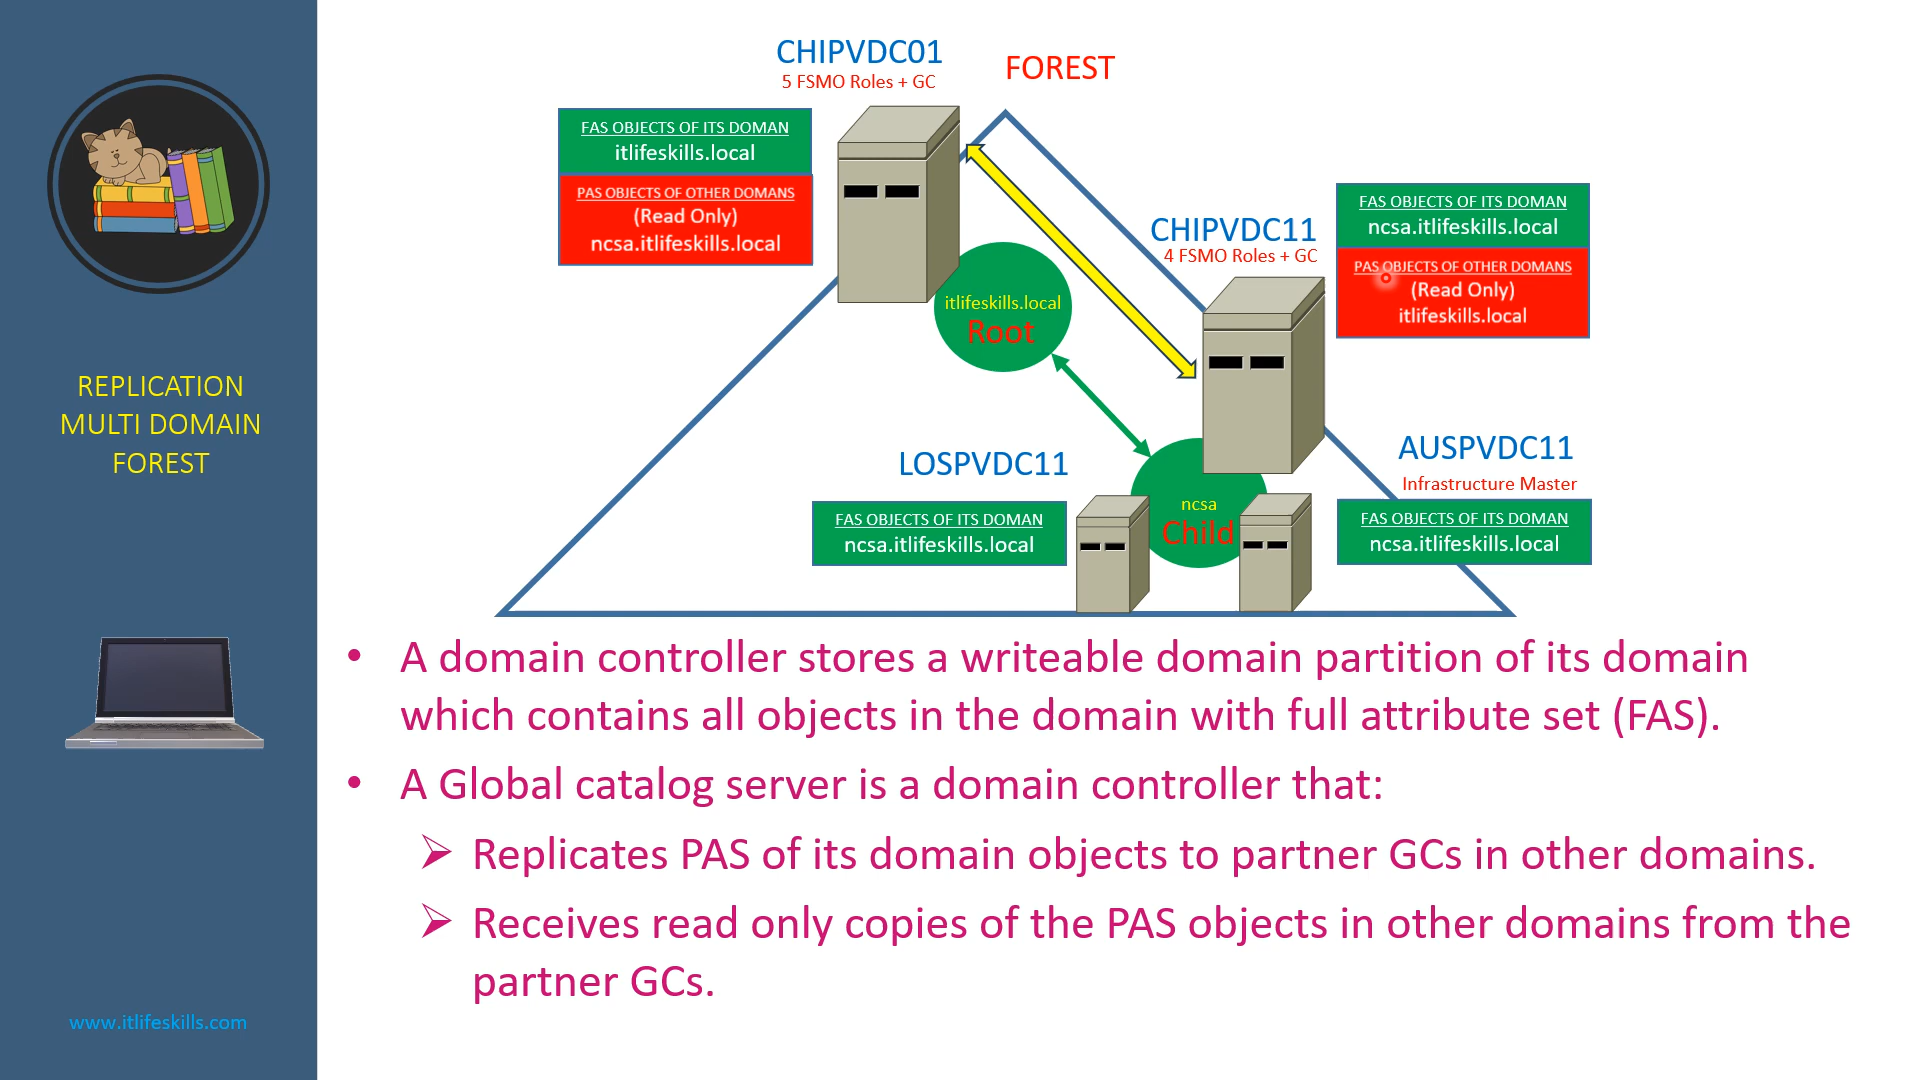 CHIPVDC01
5 FSMO Roles + GC
FOREST
FAS OBJECTS OF ITS DOMAN
itlifeskills.local
PAS OBJECTS OF OTHER DOMANS
(Read Only)
ncsa.itlifeskills.local
CHIPVDC11
4 FSMO Roles + GC
FAS OBJECTS OF ITS DOMAN
ncsa.itlifeskills.local
PAS OBJECTS OF OTHER DOMANS
(Read Only)
itlifeskills.local
itlifeskills.local
Root
REPLICATION
MULTI DOMAIN
FOREST
LOSPVDC11
FAS OBJECTS OF ITS DOMAN
ncsa.itlifeskills.local
ncsa
Child
AUSPVDC11
Infrastructure Master
FAS OBJECTS OF ITS DOMAN
ncsa.itlifeskills.local
• A domain controller stores a writeable domain partition of its domain
which contains all objects in the domain with full attribute set (FAS).
• A Global catalog server is a domain controller that:
➢ Replicates PAS of its domain objects to partner GCs in other domains.
➢ Receives read only copies of the PAS objects in other domains from the
partner GCs.
www.itlifeskills.com